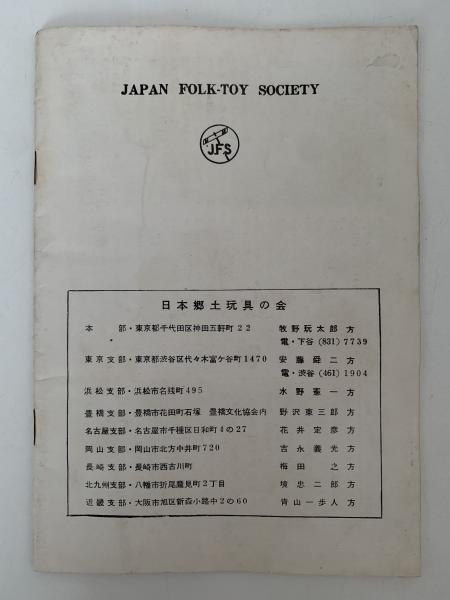 JAPAN FOLK-TOY SOCIETY
JFS
日本郷土玩具の会
本部・東京都千代田区神田五軒町22 牧野玩太郎方
電・下谷(831)7739
東京支部・東京都渋谷区代々木富ケ谷町1470 安藤舜二方
電・渋谷(461)1904
浜松支部・浜松市名残町495 水野憲一方
豊橋支部・豊橋市花田町石塚 豊橋文化協会内 野沢東三郎方
名古屋支部・名古屋市千種区日和町4の27 花井定彦方
岡山支部・岡山市北方中井町720 吉永義光方
長崎支部・長崎市西古川町 梅田之方
北九州支部・八幡市折尾鷹見町2丁目 境忠二郎方
近畿支部・大阪市旭区新森小路中2の60 青山一歩人方